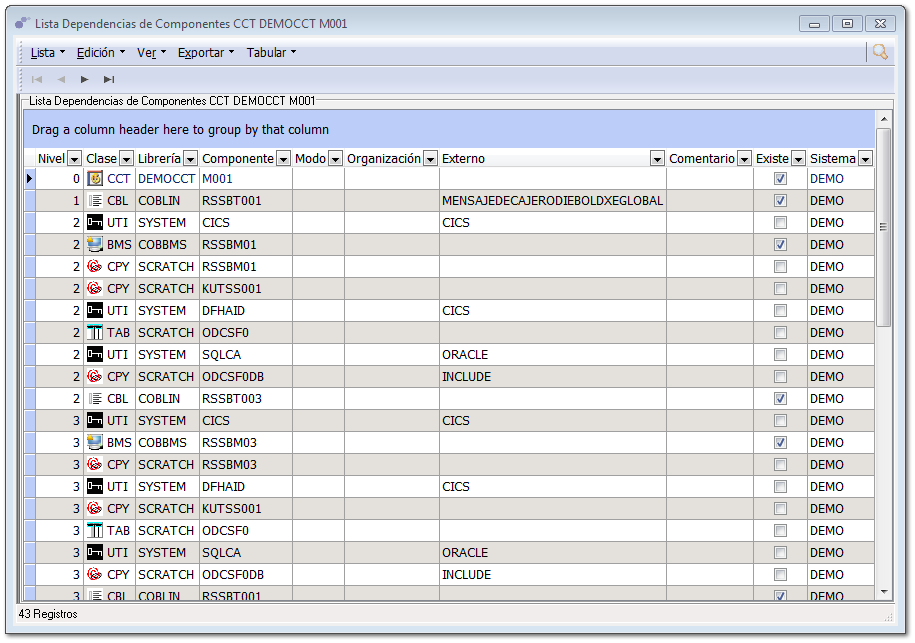 Lista Dependencias de Componentes CCT DEMOCCT M001
Lista Edición Ver Exportar Tabular
Lista Dependencias de Componentes CCT DEMOCCT M001
Drag a column header here to group by that column
Nivel Clase Librería Componente Modo Organización Externo Comentario Existe Sistema
0 CCT DEMOCCT M001 DEMO
1 CBL COBLIN RSSBT001 MENSAJEDECAJERODIEBOLDXEGLOBAL DEMO
2 UTI SYSTEM CICS CICS DEMO
2 BMS COBBMS RSSBM01 DEMO
2 CPY SCRATCH RSSBM01 DEMO
2 CPY SCRATCH KUTSS001 DEMO
2 UTI SYSTEM DFHAID CICS DEMO
2 TAB SCRATCH ODCSF0 DEMO
2 UTI SYSTEM SQLCA ORACLE DEMO
2 CPY SCRATCH ODCSF0DB INCLUDE DEMO
2 CBL COBLIN RSSBT003 DEMO
3 UTI SYSTEM CICS CICS DEMO
3 BMS COBBMS RSSBM03 DEMO
3 CPY SCRATCH RSSBM03 DEMO
3 UTI SYSTEM DFHAID CICS DEMO
3 CPY SCRATCH KUTSS001 DEMO
3 TAB SCRATCH ODCSF0 DEMO
3 UTI SYSTEM SQLCA ORACLE DEMO
3 CPY SCRATCH ODCSF0DB INCLUDE DEMO
3 CBL COBLIN RSSBT001 DEMO
43 Registros